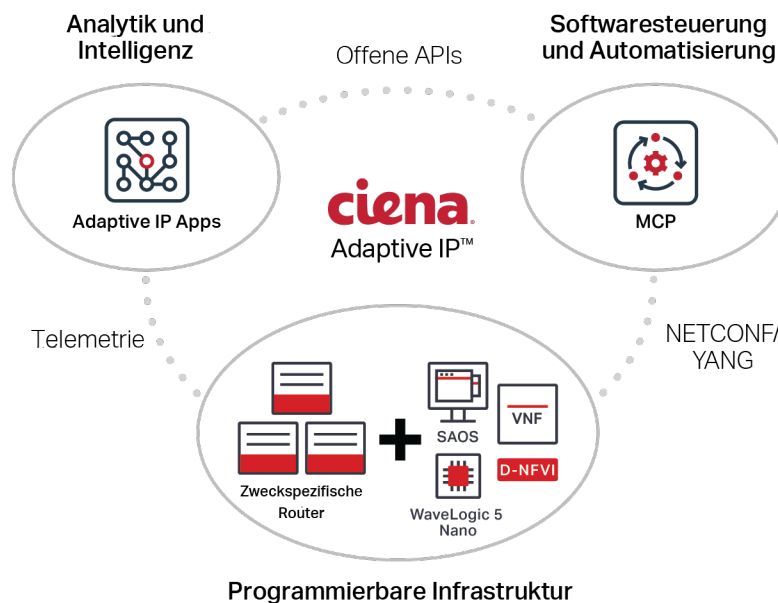 Analytik und
Intelligenz
Softwaresteuerung
und Automatisierung
Offene APIs
Adaptive IP Apps
MCP
ciena
Adaptive IP™
Telemetrie
NETCONF/
YANG
SAOS
VNF
D-NFVI
Zweckspezifische
Router
WaveLogic 5
Nano
Programmierbare Infrastruktur